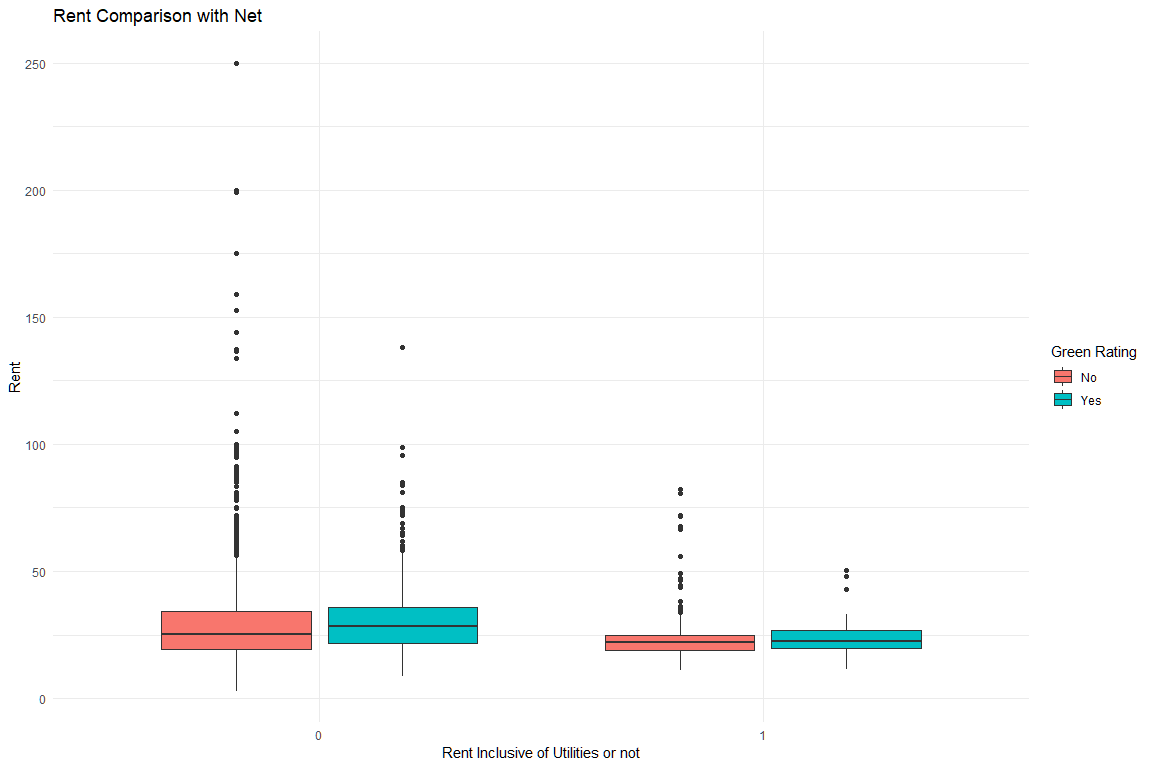 Rent Comparison with Net
250
200
150
100
50
0
Rent
0
1
Rent Inclusive of Utilities or not
Green Rating
No
Yes